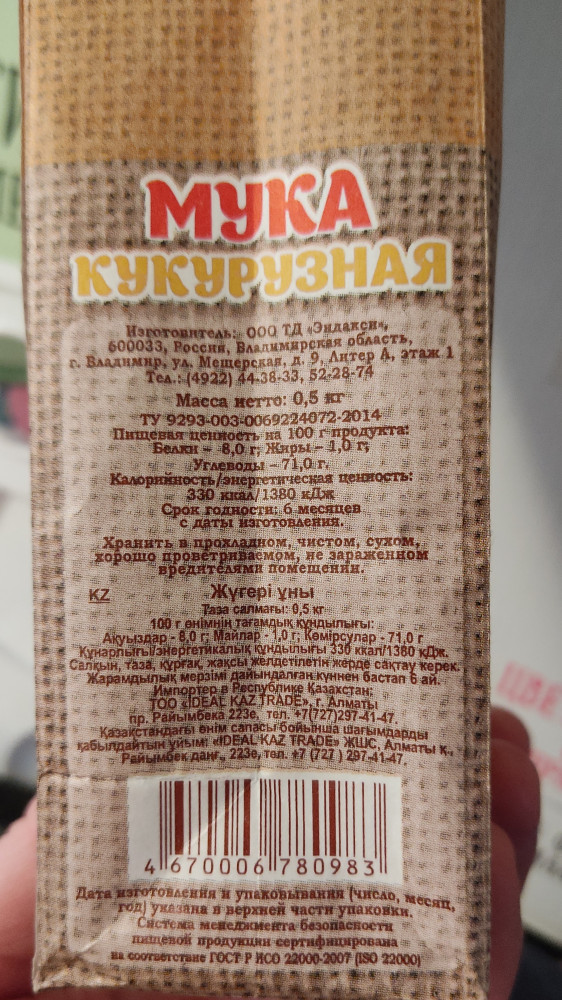 МУКА
КУКУРУЗНАЯ
Изготовитель: ООО ТД «Эндакси»,
600033, Россия, Владимирская область,
г. Владимир, ул. Мещерская, д. 9, Литер А, этаж 1
Тел.: (4922) 44-38-33, 52-28-74
Масса нетто: 0,5 кг
ТУ 9293-003-0069224072-2014
Пищевая ценность на 100 г продукта:
Белки – 8,0 г; Жиры – 1,0 г;
Углеводы – 71,0 г.
Калорийность/энергетическая ценность:
330 ккал/1380 кДж
Срок годности: 6 месяцев
с даты изготовления.
Хранить в прохладном, чистом, сухом,
хорошо проветриваемом, не зараженном
вредителями помещении.
KZ Жүгері ұны
Таза салмағы: 0,5 кг
100 г өнімнің тағамдық құндылығы:
Ақуыздар - 8,0 г; Майлар - 1,0 г; Көмірсулар - 71,0 г
Құнарлығы/энергетикалық құндылығы 330 ккал/1380 кДж.
Салқын, таза, құрғақ, жақсы желдетілетін жерде сақтау керек.
Жарамдылық мерзімі дайындалған күннен бастап 6 ай.
Импортер в Республике Казахстан:
ТОО «IDEAL KAZ TRADE», г. Алматы
пр. Райымбека 223е, тел. +7(727)297-41-47.
Қазақстандағы өнім сапасы бойынша шағымдарды
қабылдайтын ұйым: «IDEAL KAZ TRADE» ЖШС, Алматы қ.,
Райымбек даңғ., 223е, тел. +7 (727 ) 297-41-47.
4 670006 780983
Дата изготовления и упаковывания (число, месяц,
год) указана в верхней части упаковки.
Система менеджмента безопасности
пищевой продукции сертифицирована
на соответствие ГОСТ Р ИСО 22000-2007 (ISO 22000)
ЦВЕ